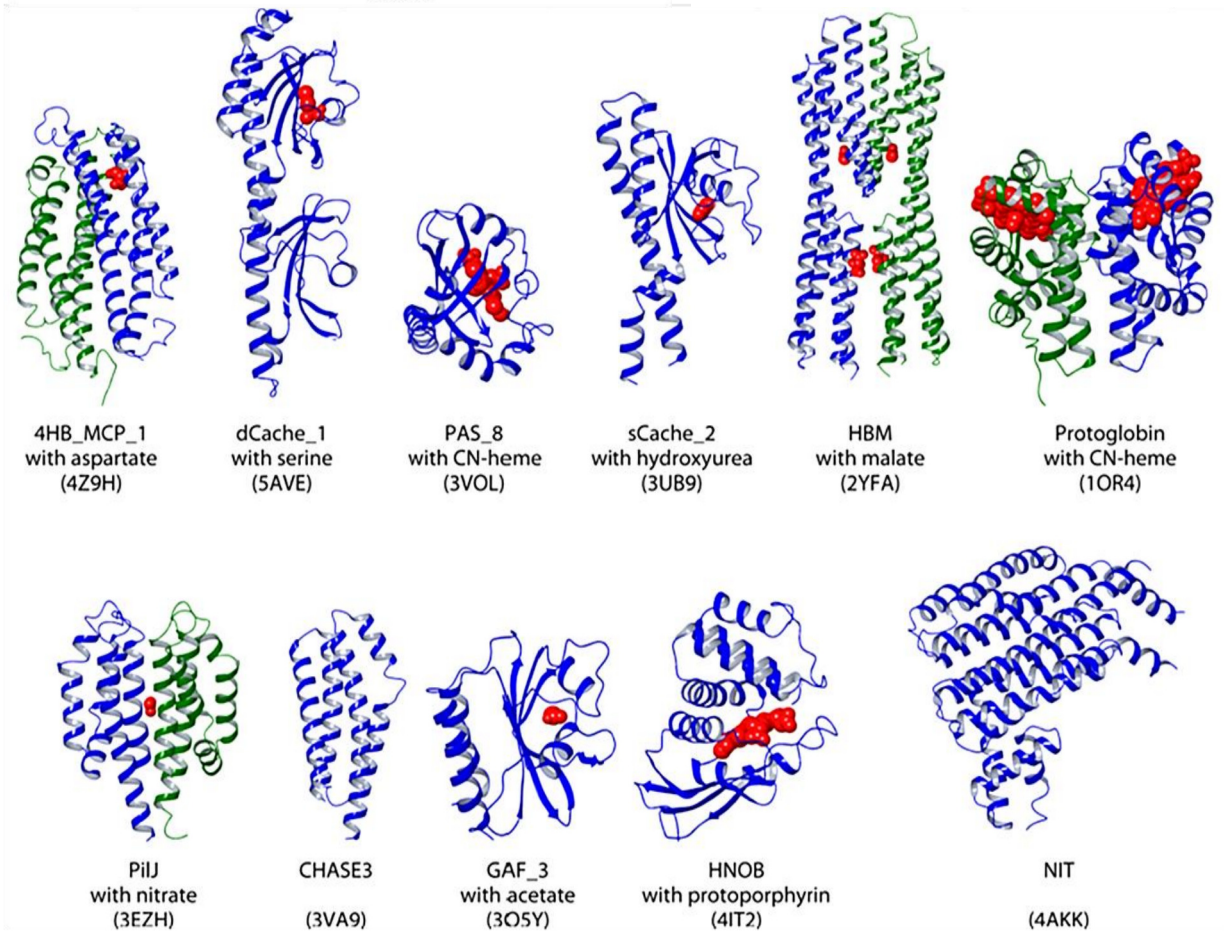 4HB_MCP_1
with aspartate
(4Z9H)
dCache_1
with serine
(5AVE)
PAS_8
with CN-heme
(3VOL)
sCache_2
with hydroxyurea
(3UB9)
HBM
with malate
(2YFA)
Protoglobin
with CN-heme
(1OR4)
PilJ
with nitrate
(3EZH)
CHASE3
(3VA9)
GAF_3
with acetate
(3O5Y)
HNOB
with protoporphyrin
(4IT2)
NIT
(4AKK)